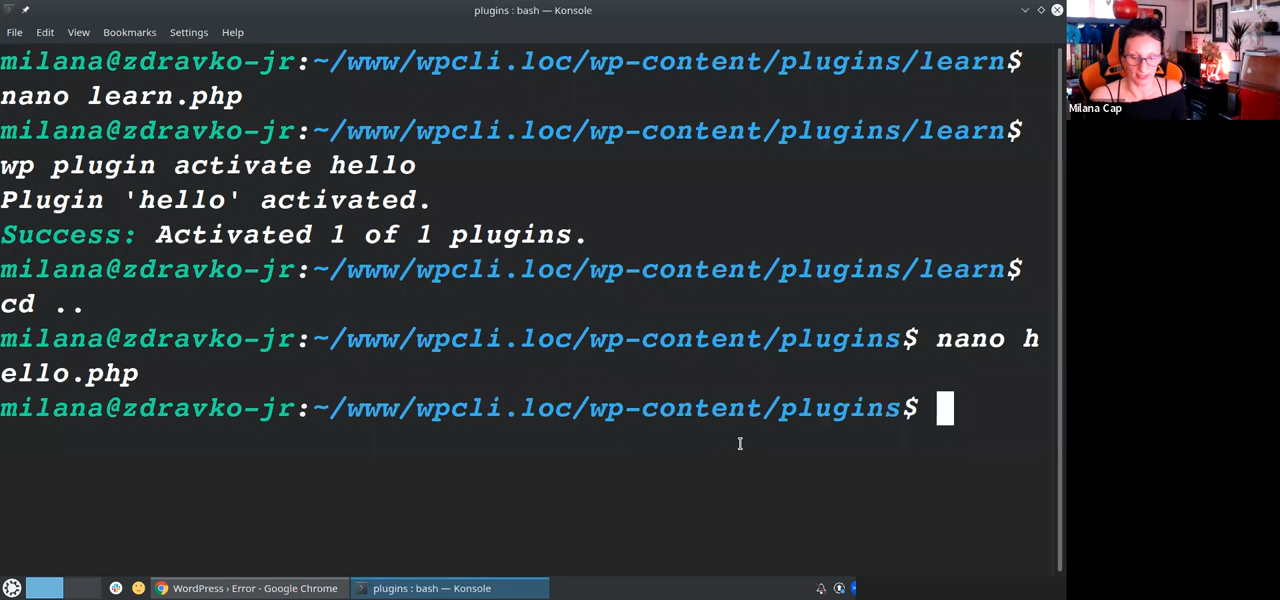 plugins : bash — Konsole
File Edit View Bookmarks Settings Help
milana@zdravko-jr:~/www/wpcli.loc/wp-content/plugins/learn$
nano learn.php
milana@zdravko-jr:~/www/wpcli.loc/wp-content/plugins/learn$
wp plugin activate hello
Plugin 'hello' activated.
Success: Activated 1 of 1 plugins.
milana@zdravko-jr:~/www/wpcli.loc/wp-content/plugins/learn$
cd ..
milana@zdravko-jr:~/www/wpcli.loc/wp-content/plugins$ nano h
ello.php
milana@zdravko-jr:~/www/wpcli.loc/wp-content/plugins$
Milana Cap
WordPress › Error - Google Chrome
plugins : bash — Konsole